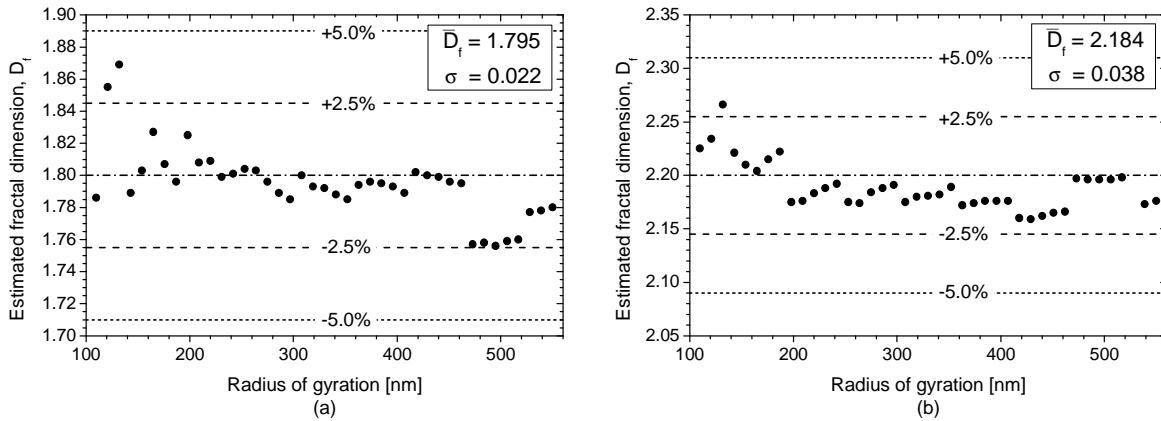 1.90
1.88
1.86
1.84
1.82
1.80
1.78
1.76
1.74
1.72
1.70
Estimated fractal dimension, D_f
+5.0%
+2.5%
-2.5%
-5.0%
D̅_f = 1.795
σ = 0.022
100 200 300 400 500
Radius of gyration [nm]
(a)
2.35
2.30
2.25
2.20
2.15
2.10
2.05
Estimated fractal dimension, D_f
+5.0%
+2.5%
-2.5%
-5.0%
D̅_f = 2.184
σ = 0.038
100 200 300 400 500
Radius of gyration [nm]
(b)